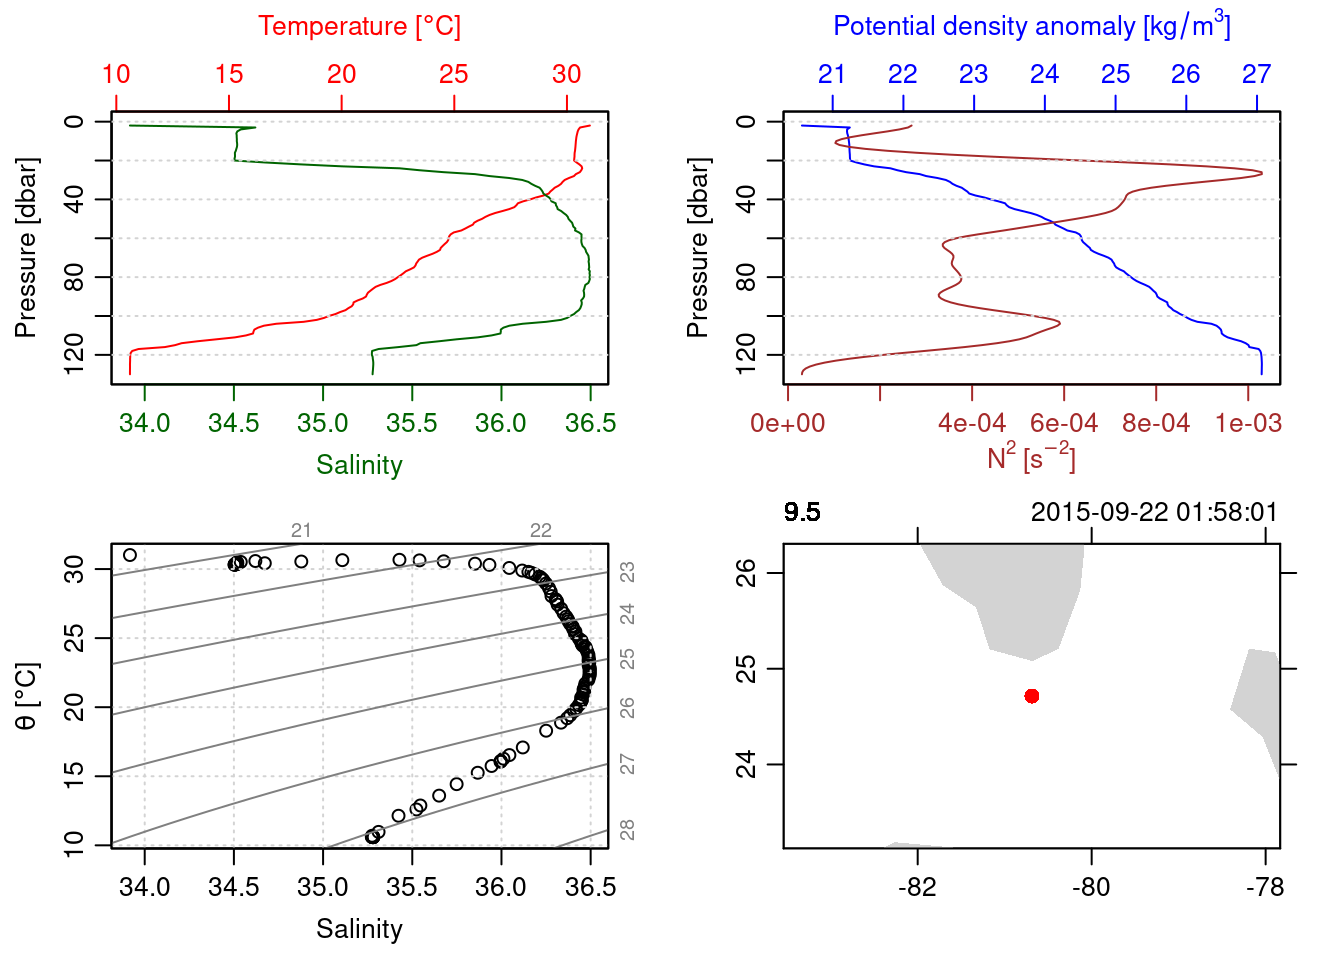 Temperature [°C]
10 15 20 25 30
0
40
80
120
Pressure [dbar]
34.0 34.5 35.0 35.5 36.0 36.5
Salinity
Potential density anomaly [kg/m³]
21 22 23 24 25 26 27
0
40
80
120
Pressure [dbar]
0e+00 4e-04 6e-04 8e-04 1e-03
N² [s⁻²]
21 22
23
24
25
26
27
28
30
25
20
15
10
θ [°C]
34.0 34.5 35.0 35.5 36.0 36.5
Salinity
9.5 2015-09-22 01:58:01
26
25
24
-82 -80 -78